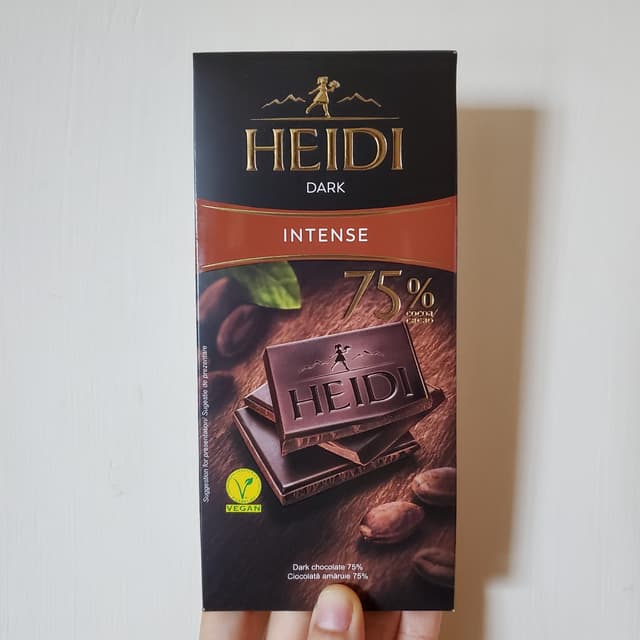 HEIDI
DARK
INTENSE
75%
cocoa/
cacao
HEIDI
Suggestion for presentation/ Sugestie de prezentare
VEGAN
Dark chocolate 75%
Ciocolată amăruie 75%